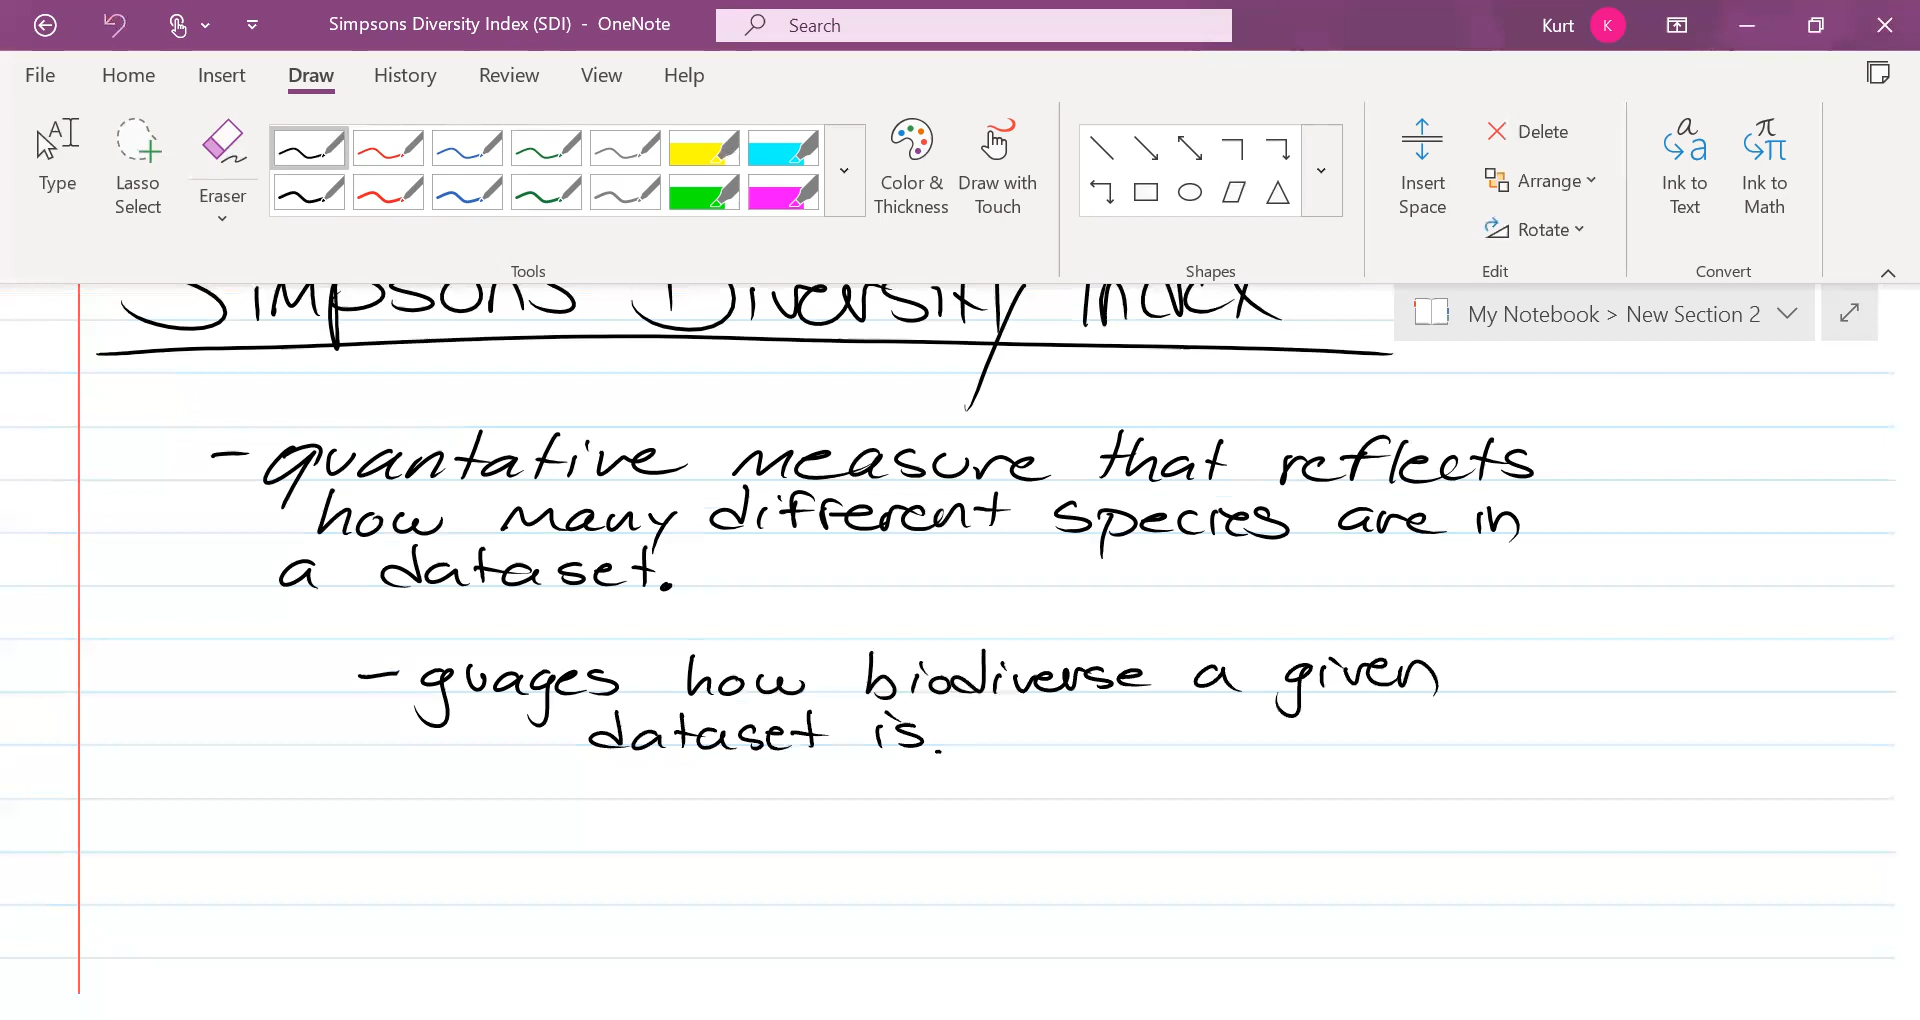 Simpsons Diversity Index (SDI) - OneNote
Search
Kurt
K
File Home Insert Draw History Review View Help
Type
Lasso Select
Eraser
Color & Thickness
Draw with Touch
Insert Space
Delete
Arrange
Rotate
Ink to Text
Ink to Math
Tools
Shapes
Edit
Convert
My Notebook > New Section 2
Simpsons Diversity Index
- quantative measure that reflects
how many different species are in
a dataset.
- guages how biodiverse a given
dataset is.